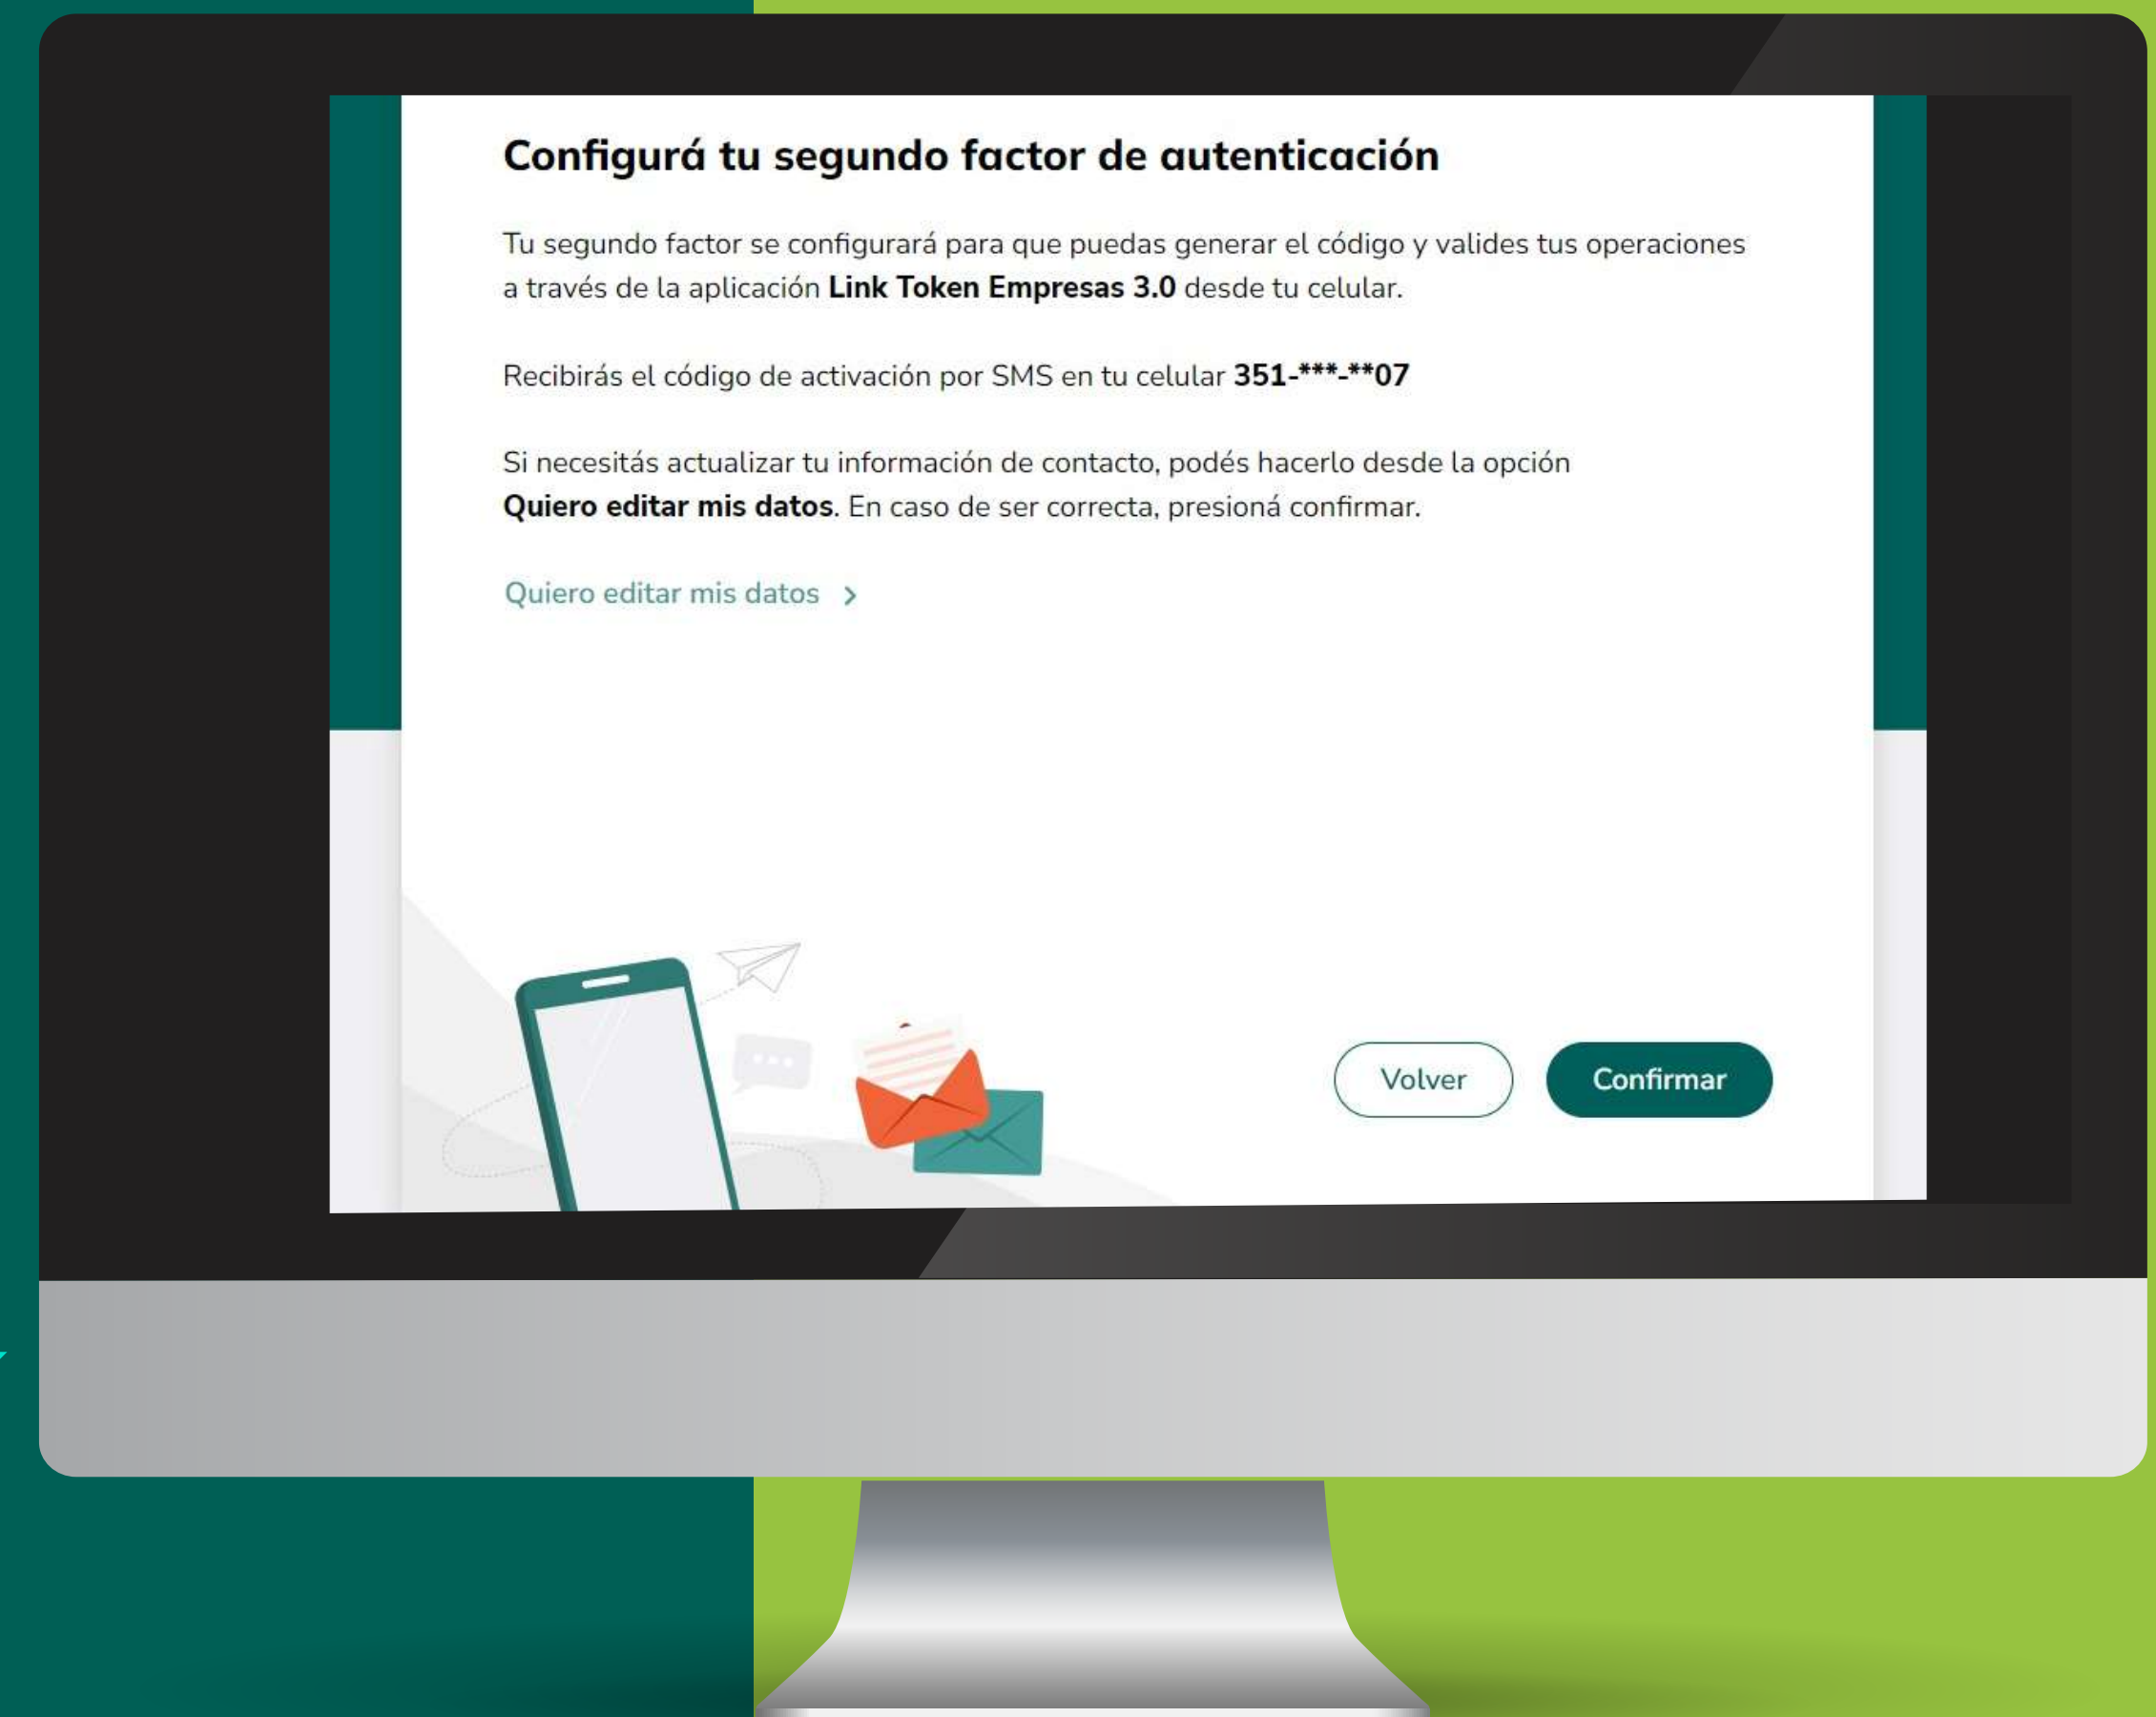 Configurá tu segundo factor de autenticación
Tu segundo factor se configurará para que puedas generar el código y valides tus operaciones
a través de la aplicación Link Token Empresas 3.0 desde tu celular.
Recibirás el código de activación por SMS en tu celular 351-***-**07
Si necesitás actualizar tu información de contacto, podés hacerlo desde la opción
Quiero editar mis datos. En caso de ser correcta, presioná confirmar.
Quiero editar mis datos
Volver
Confirmar